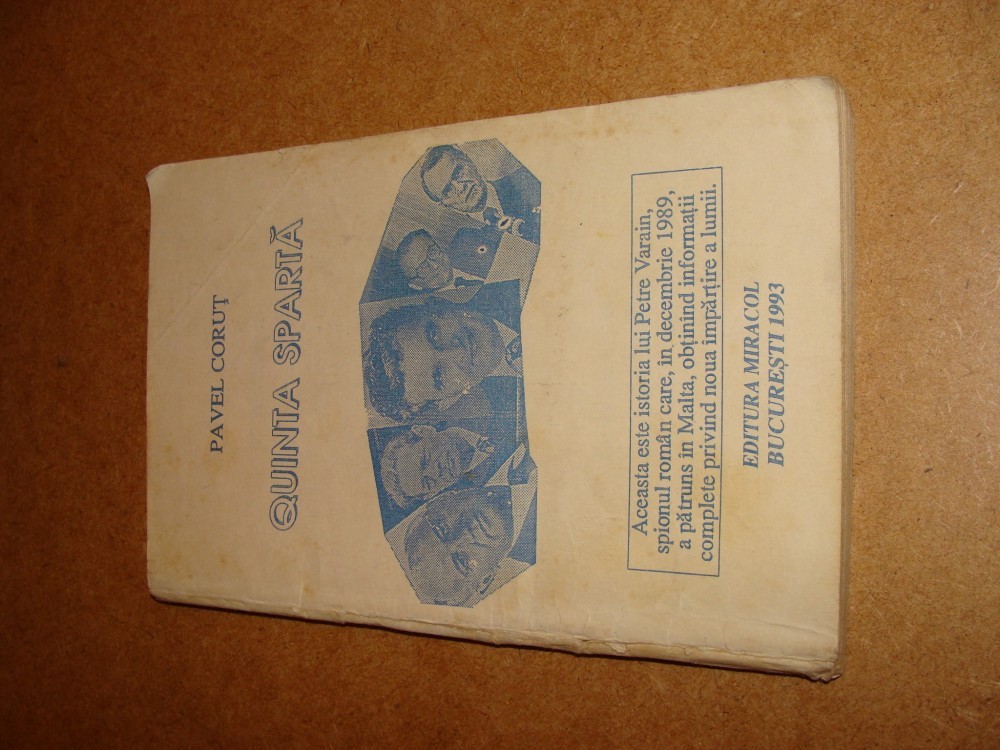 PAVEL CORUȚ
QUINTA SPARTĂ
Aceasta este istoria lui Petre Varain,
spionul român care, în decembrie 1989,
a pătruns în Malta, obținînd informații
complete privind noua împărțire a lumii.
EDITURA MIRACOL
BUCUREȘTI 1993